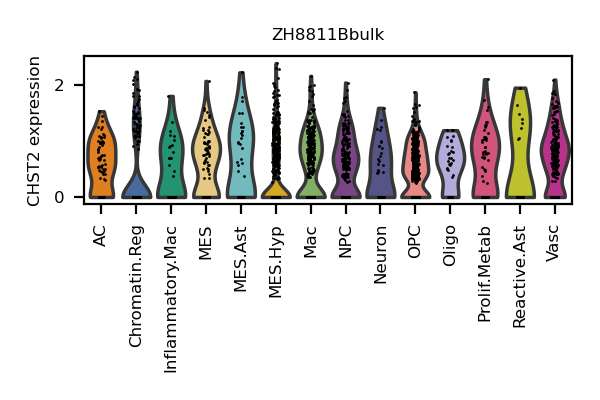 ZH8811Bbulk
CHST2 expression
2
0
AC
Chromatin.Reg
Inflammatory.Mac
MES
MES.Ast
MES.Hyp
Mac
NPC
Neuron
OPC
Oligo
Prolif.Metab
Reactive.Ast
Vasc